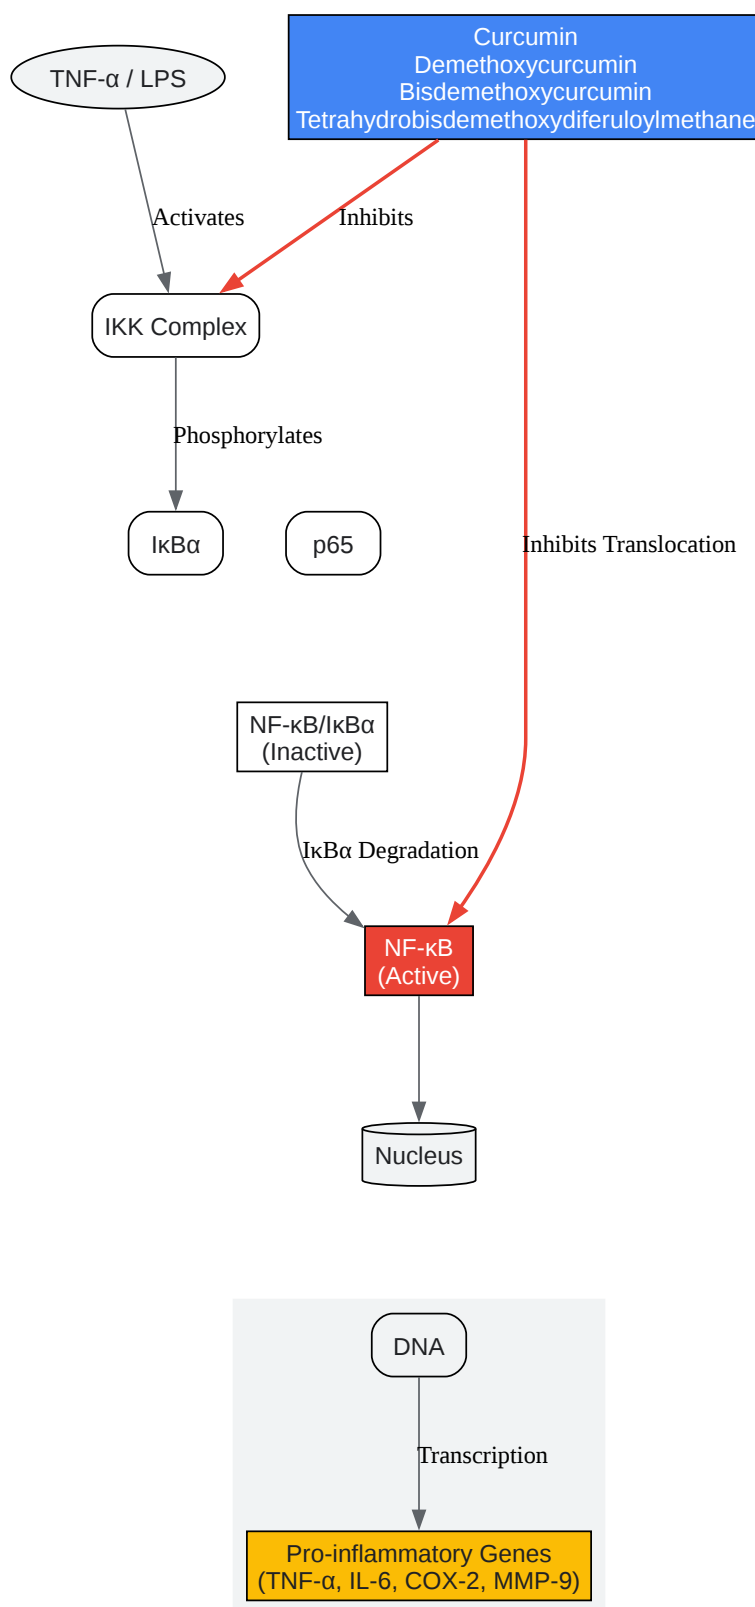 Curcumin
Demethoxycurcumin
Bisdemethoxycurcumin
Tetrahydrobisdemethoxydiferuloylmethane
TNF-α / LPS
Activates
Inhibits
IKK Complex
Phosphorylates
IκBα
p65
Inhibits Translocation
NF-κB/IκBα
(Inactive)
IκBα Degradation
NF-κB
(Active)
Nucleus
DNA
Transcription
Pro-inflammatory Genes
(TNF-α, IL-6, COX-2, MMP-9)